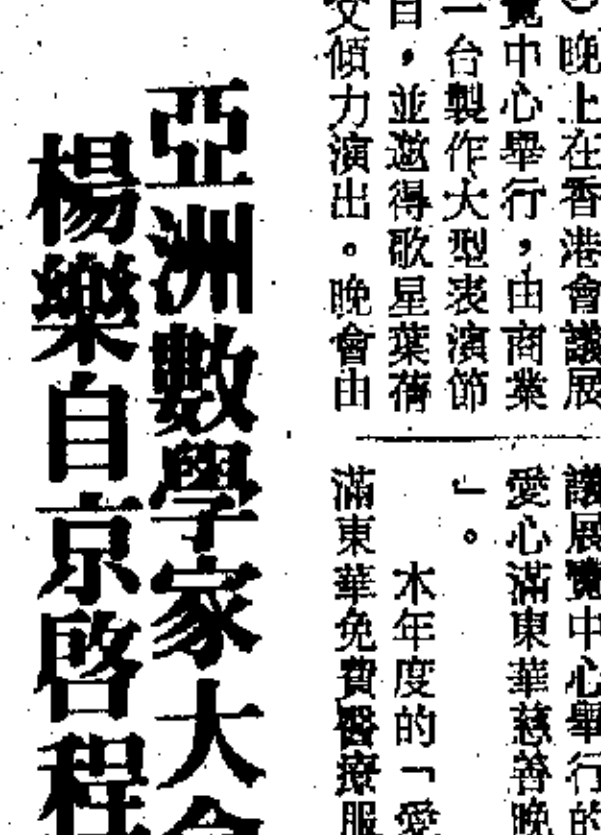 晚上在香港會議展
覽中心舉行，由商業
一台製作大型表演節
目，並邀得歌星葉蒨
文傾力演出。晚會由
議展覽中心舉行的
愛心滿東華慈善晚
」。
本年度的「愛
滿東華免費醫療服
亞洲數學家大會
楊樂自京啓程